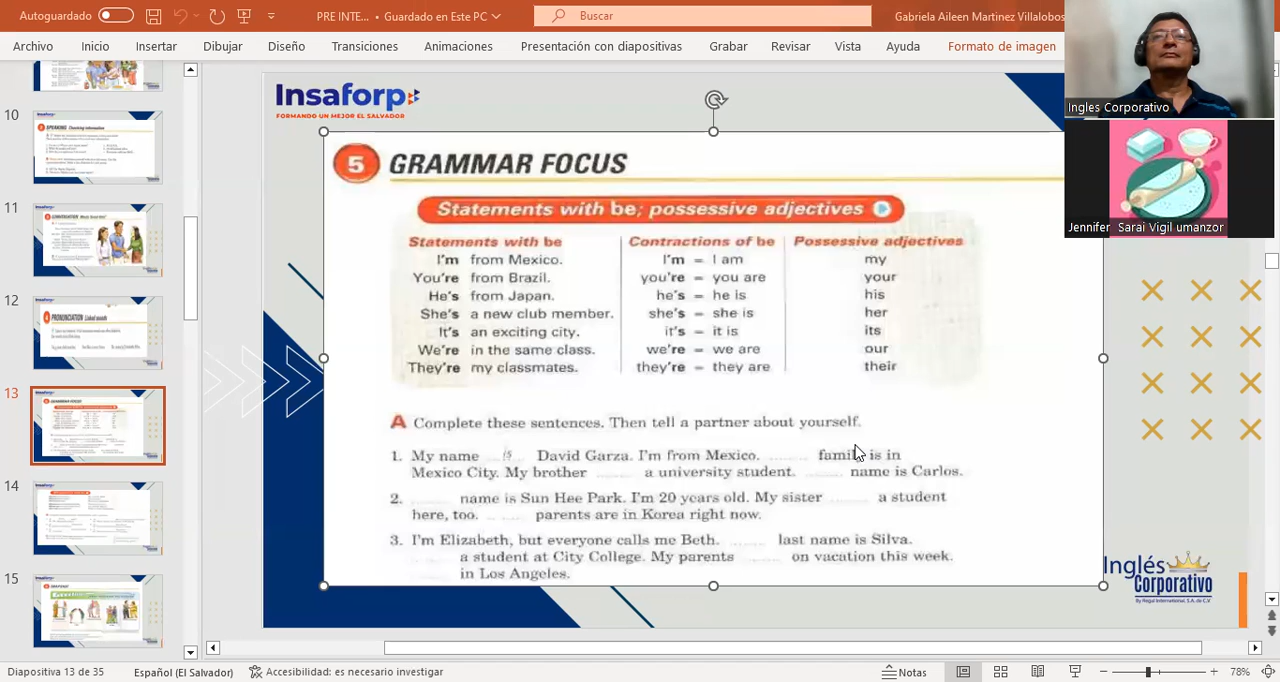 Autoguardado
PRE INTE... • Guardado en Este PC
Buscar
Gabriela Aileen Martinez Villalobos
Archivo Inicio Insertar Dibujar Diseño Transiciones Animaciones Presentación con diapositivas Grabar Revisar Vista Ayuda Formato de imagen
Ingles Corporativo
Jennifer Sarai Vigil umanzor
10
11
12
13
14
15
Insaforp
FORMANDO UN MEJOR EL SALVADOR
5 GRAMMAR FOCUS
Statements with be; possessive adjectives
Statements with be Contractions of be Possessive adjectives
I'm from Mexico. I'm = I am my
You're from Brazil. you're = you are your
He's from Japan. he's = he is his
She's a new club member. she's = she is her
It's an exciting city. it's = it is its
We're in the same class. we're = we are our
They're my classmates. they're = they are their
A Complete these sentences. Then tell a partner about yourself.
1. My name is David Garza. I'm from Mexico. family is in
Mexico City. My brother a university student. name is Carlos.
2. name is Sun Hee Park. I'm 20 years old. My sister a student
here, too. parents are in Korea right now.
3. I'm Elizabeth, but everyone calls me Beth. last name is Silva.
a student at City College. My parents on vacation this week.
in Los Angeles.
Inglés
Corporativo
By Regal International, S.A. de C.V.
Diapositiva 13 de 35 Español (El Salvador) Accesibilidad: es necesario investigar Notas 78%